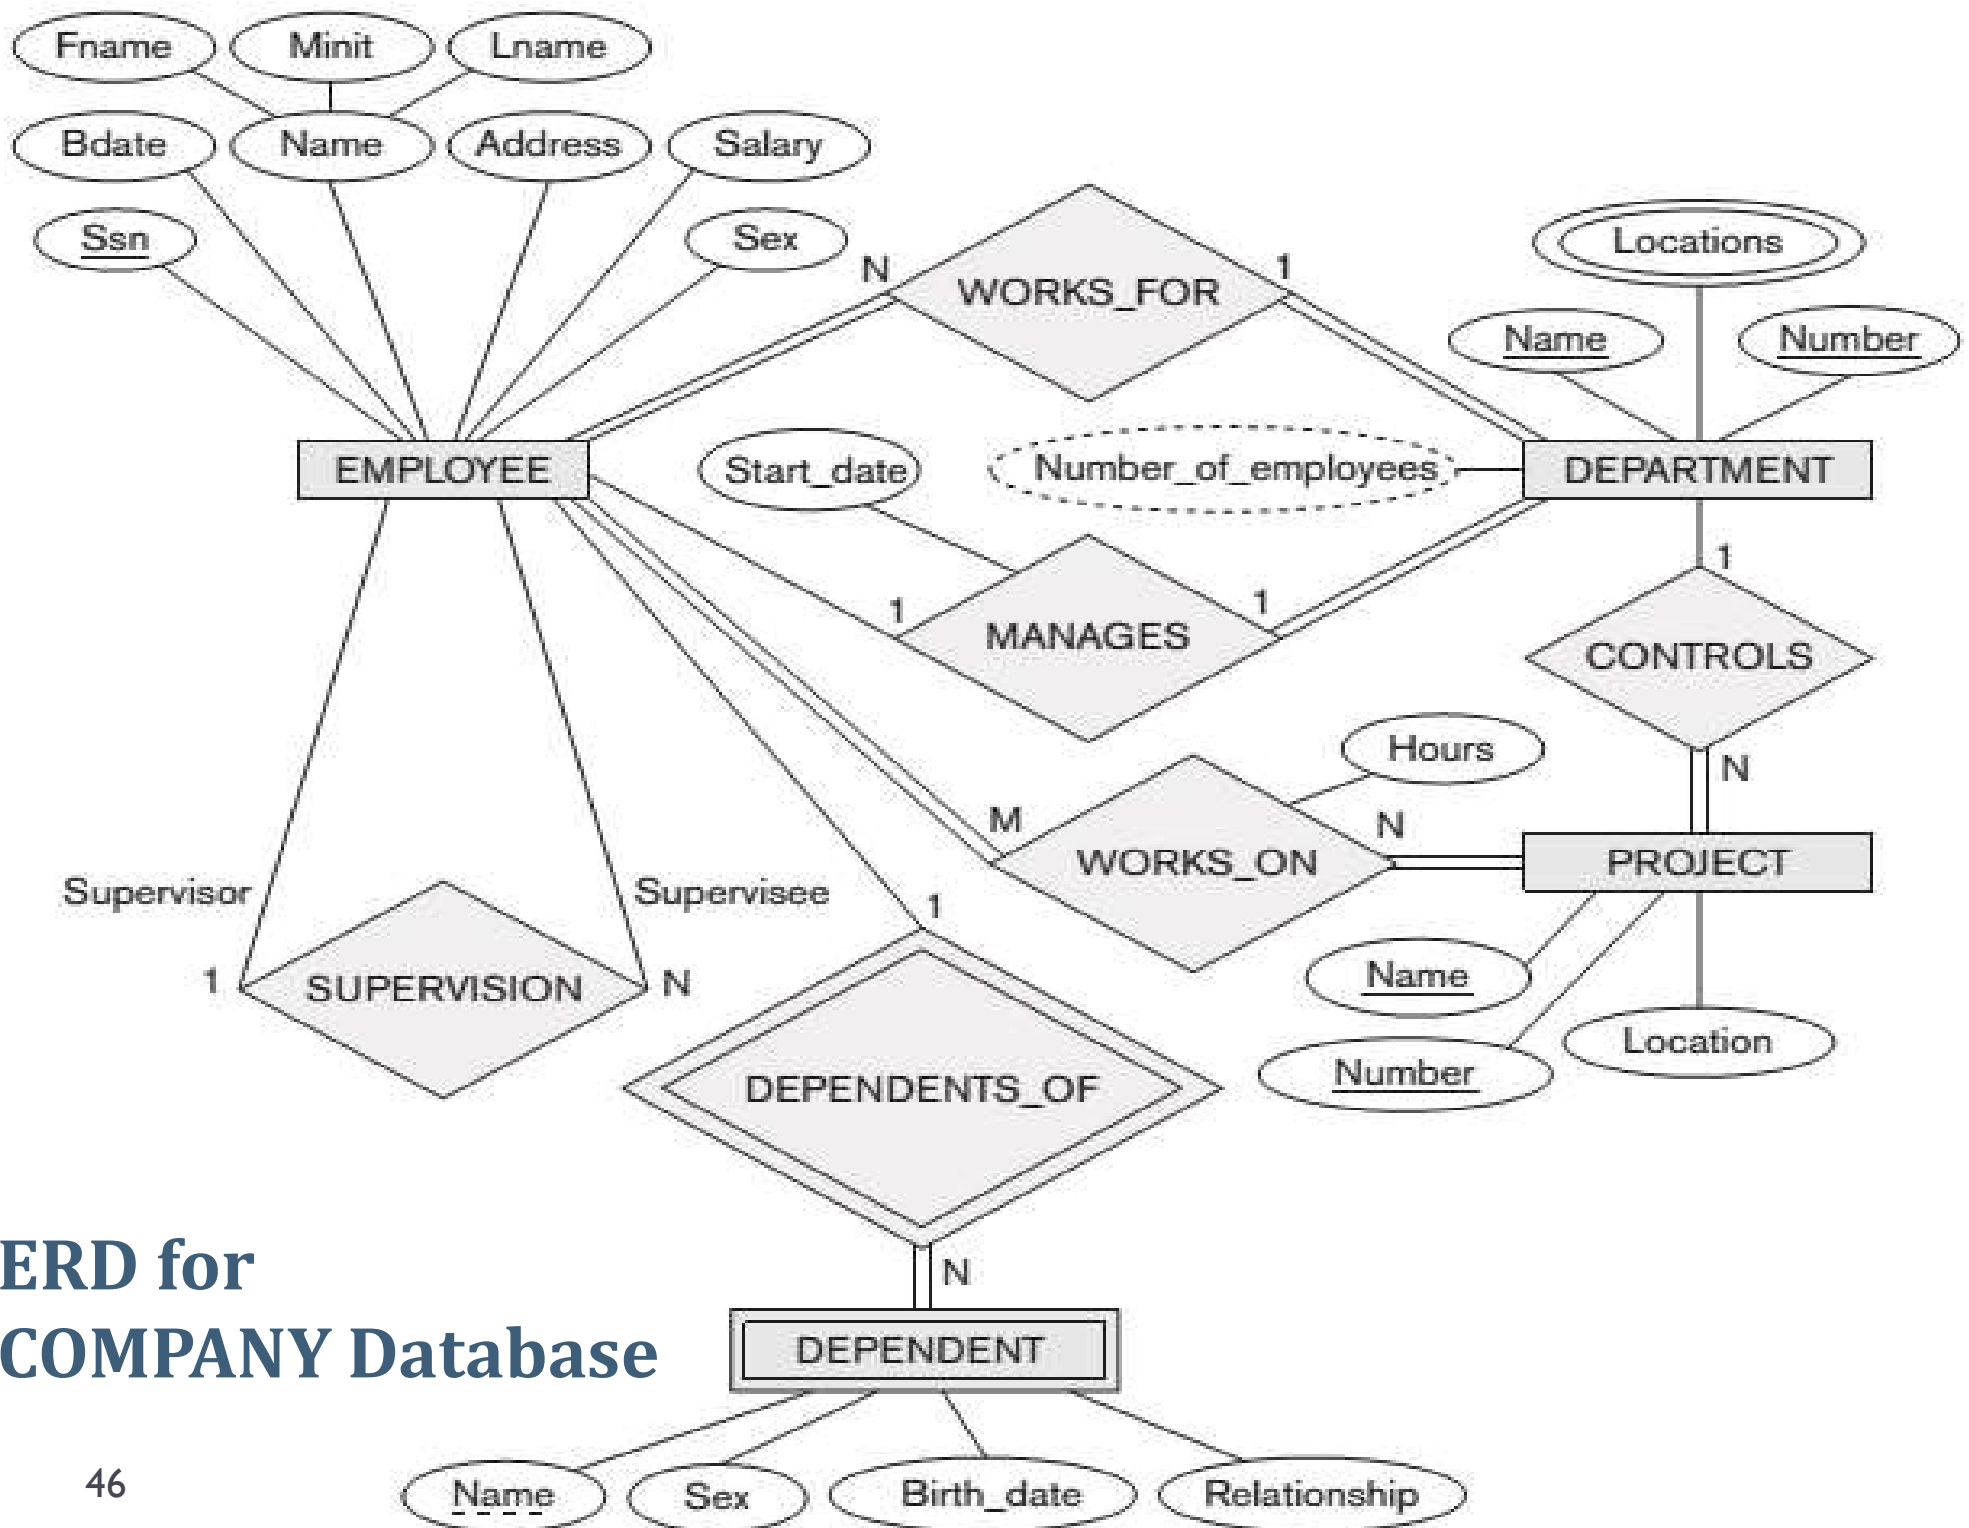 Fname Minit Lname
Bdate Name Address Salary
Ssn Sex
N WORKS_FOR 1
Locations
Name Number
EMPLOYEE
Start_date
Number_of_employees
DEPARTMENT
1 MANAGES 1
1
CONTROLS
N
Hours
M WORKS_ON N
PROJECT
Supervisor Supervisee
1 SUPERVISION N
1
Name
Number
Location
DEPENDENTS_OF
N
DEPENDENT
Name Sex Birth_date Relationship
ERD for
COMPANY Database
46